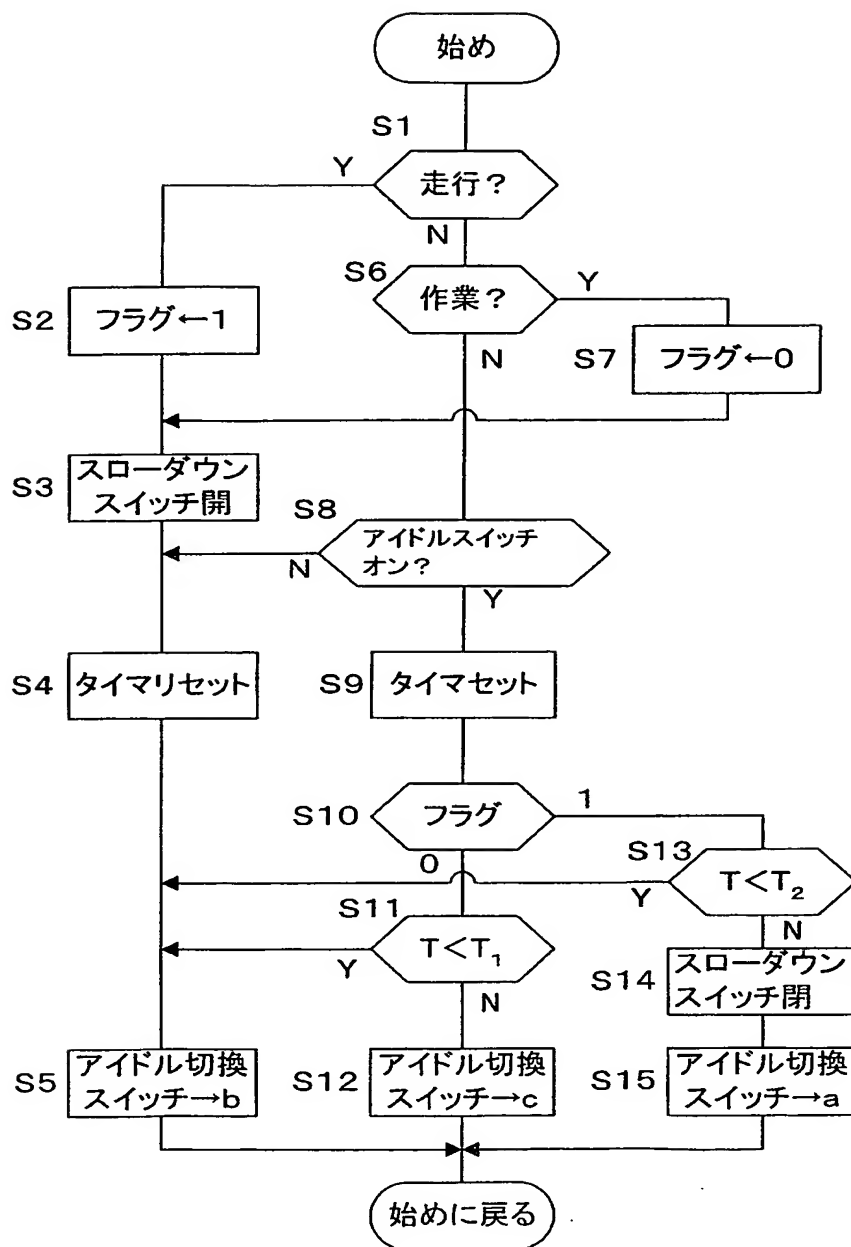 始め
S1
走行？
Y
N
S6
作業？
Y
N
S2
フラグ←1
S7
フラグ←0
S3
スローダウン
スイッチ開
S8
アイドルスイッチ
オン？
N
Y
S4
タイマリセット
S9
タイマセット
S10
フラグ
1
0
S13
T<T₂
Y
N
S11
T<T₁
Y
N
S14
スローダウン
スイッチ閉
S5
アイドル切換
スイッチ→b
S12
アイドル切換
スイッチ→c
S15
アイドル切換
スイッチ→a
始めに戻る